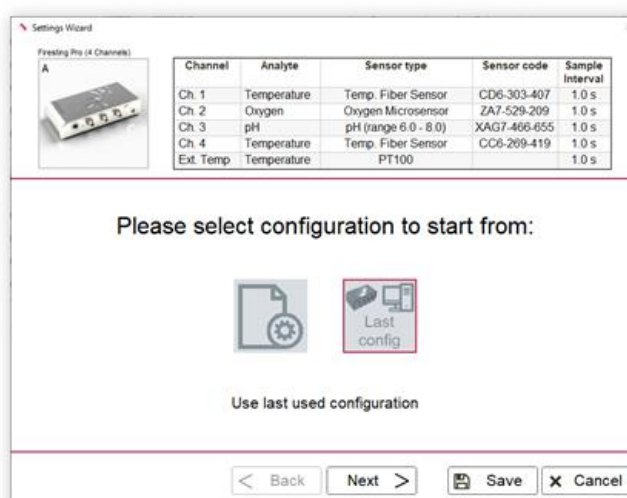 Settings Wizard
Firesting Pro (4 Channels)
A
Channel Analyte Sensor type Sensor code Sample Interval
Ch. 1 Temperature Temp. Fiber Sensor CD6-303-407 1.0 s
Ch. 2 Oxygen Oxygen Microsensor ZA7-529-209 1.0 s
Ch. 3 pH pH (range 6.0 - 8.0) XAG7-466-655 1.0 s
Ch. 4 Temperature Temp. Fiber Sensor CC6-269-419 1.0 s
Ext. Temp Temperature PT100 1.0 s
Please select configuration to start from:
Last
config
Use last used configuration
< Back Next > Save Cancel